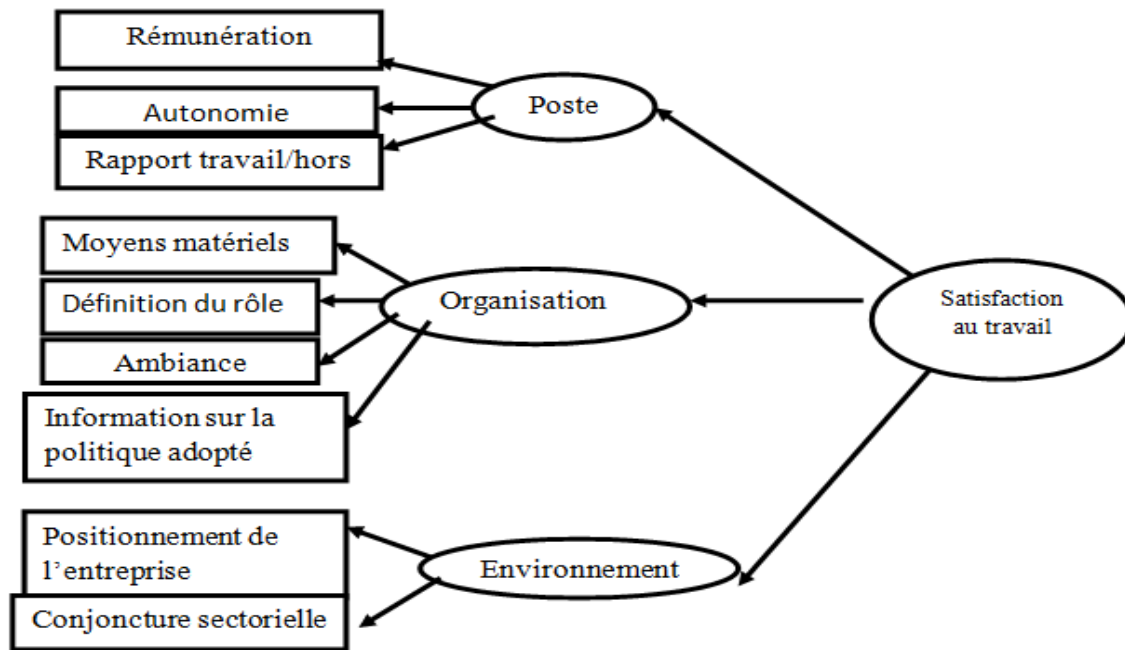 Rémunération
Autonomie
Rapport travail/hors
Poste
Moyens matériels
Définition du rôle
Ambiance
Information sur la
politique adopté
Organisation
Satisfaction
au travail
Positionnement de
l'entreprise
Conjoncture sectorielle
Environnement